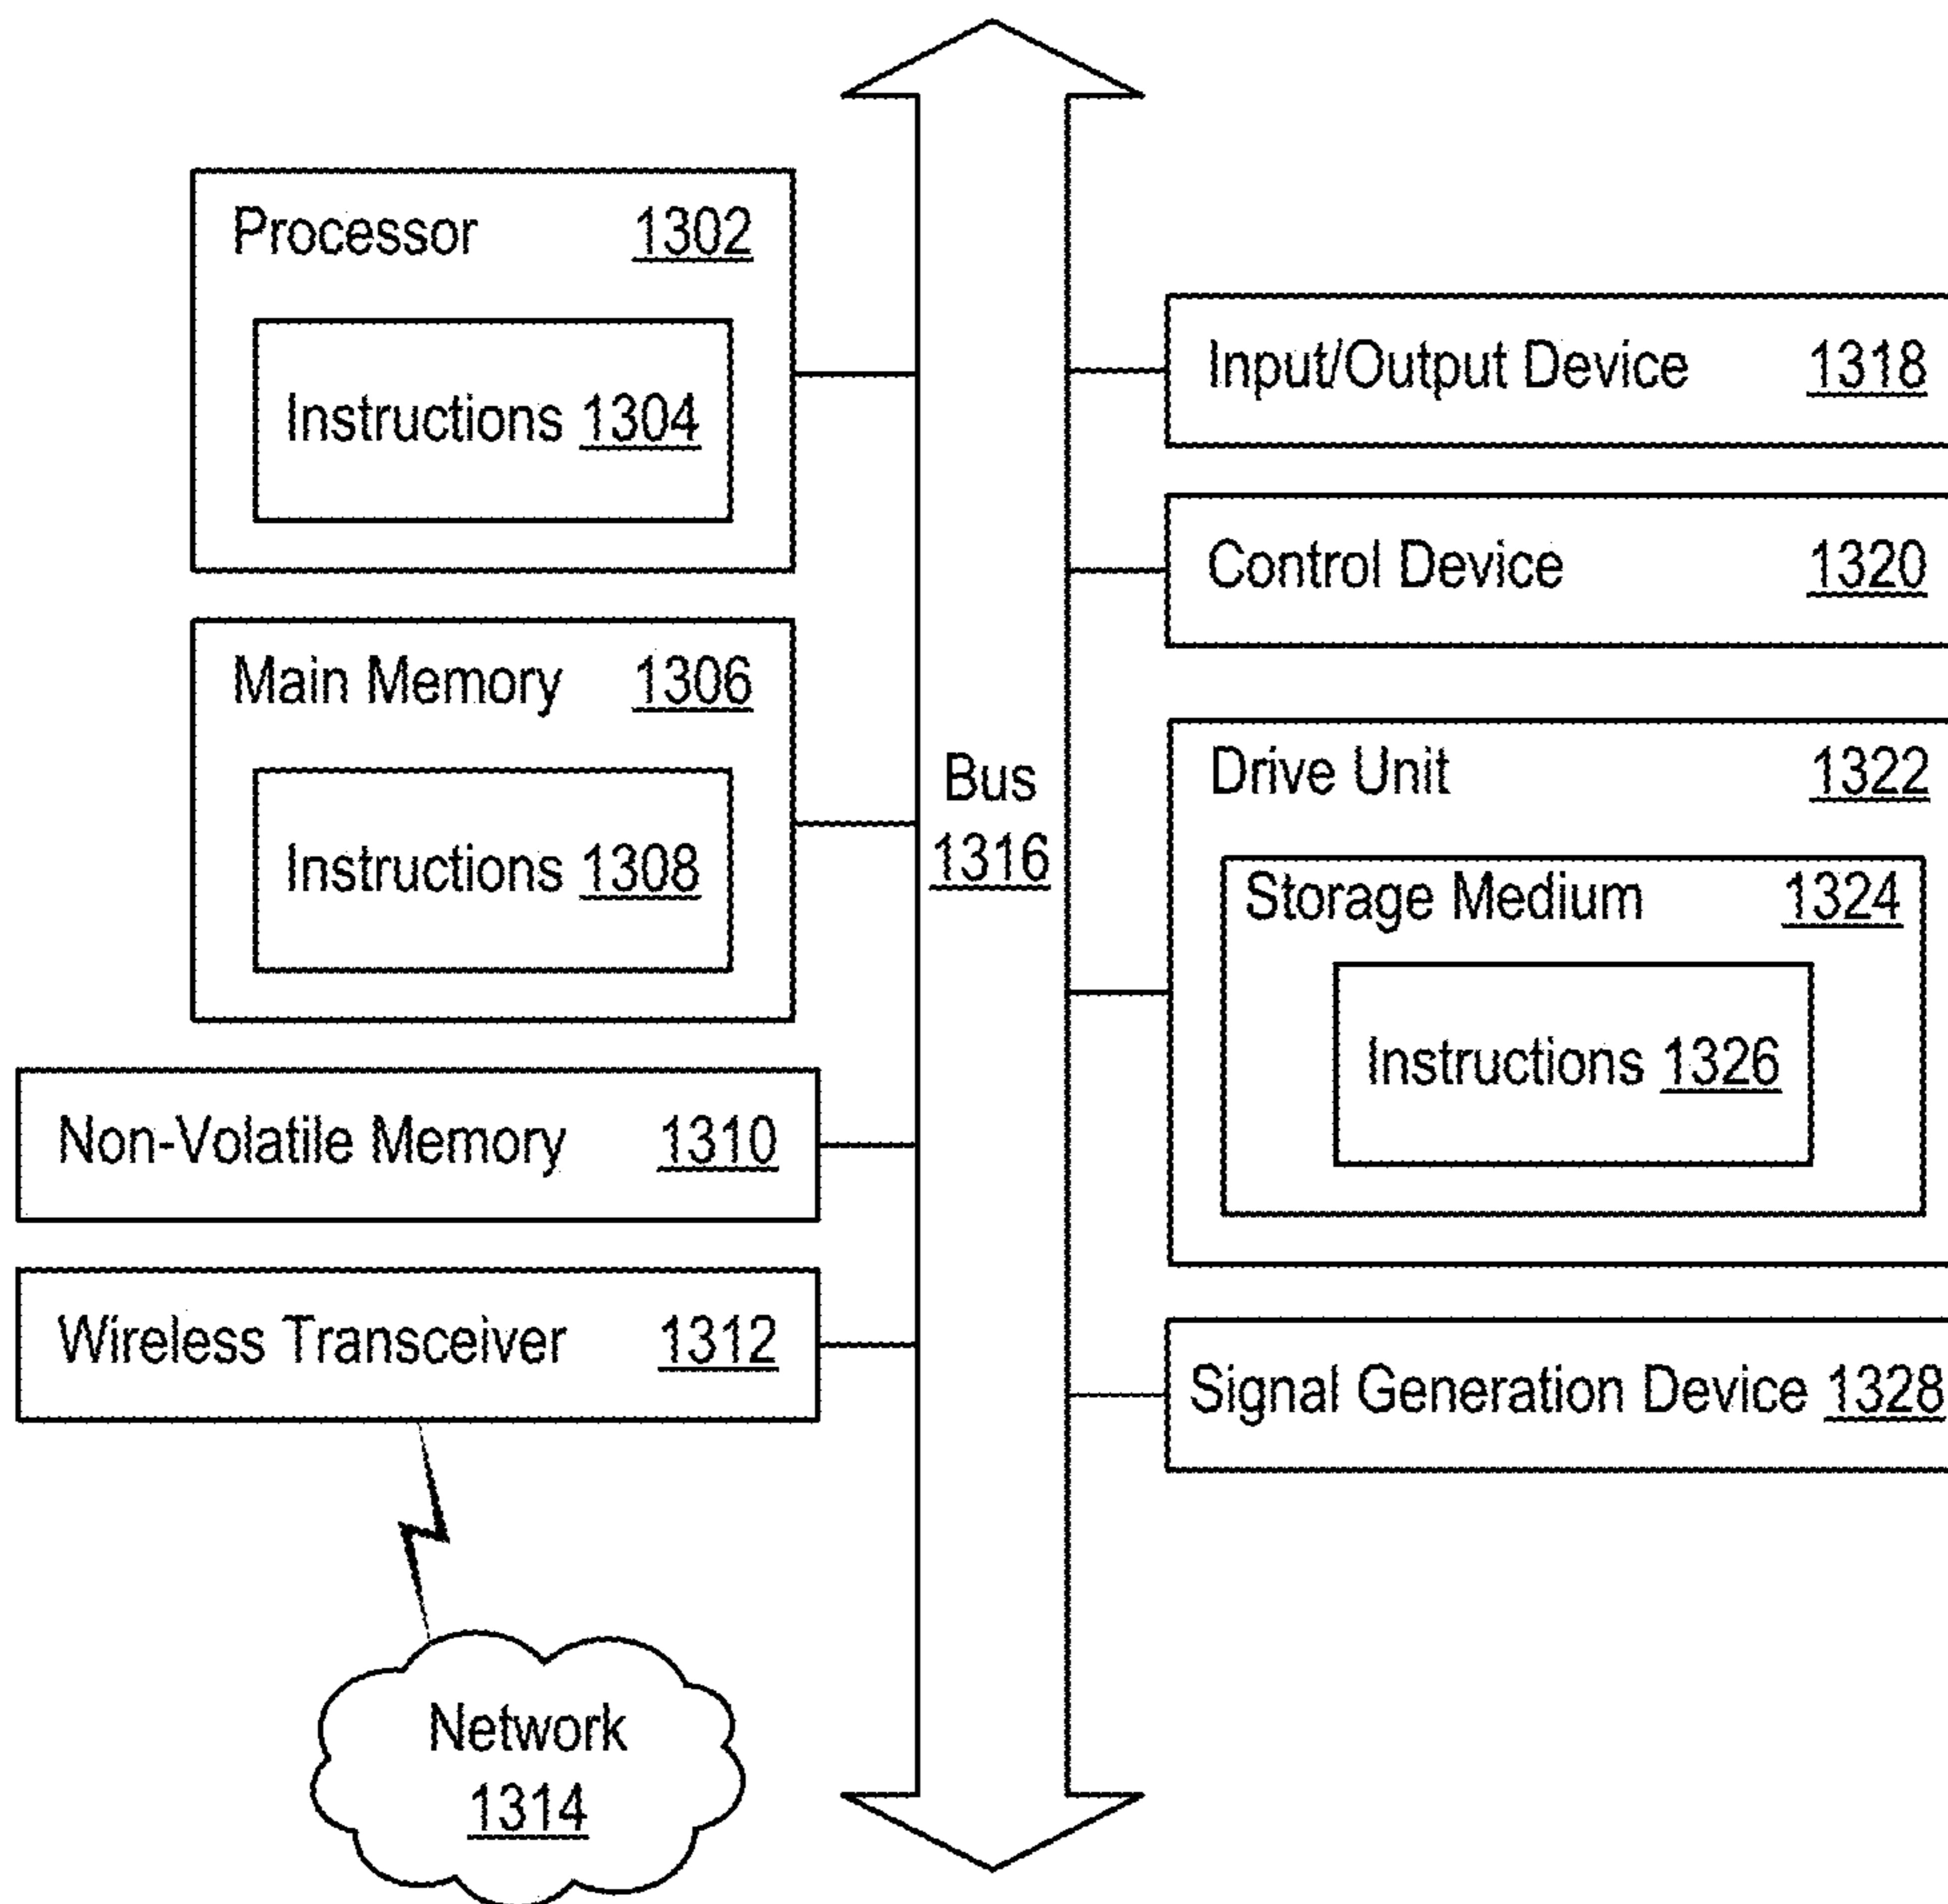 Processor 1302
Instructions 1304
Main Memory 1306
Instructions 1308
Non-Volatile Memory 1310
Wireless Transceiver 1312
Network
1314
Bus
1316
Input/Output Device 1318
Control Device 1320
Drive Unit 1322
Storage Medium 1324
Instructions 1326
Signal Generation Device 1328